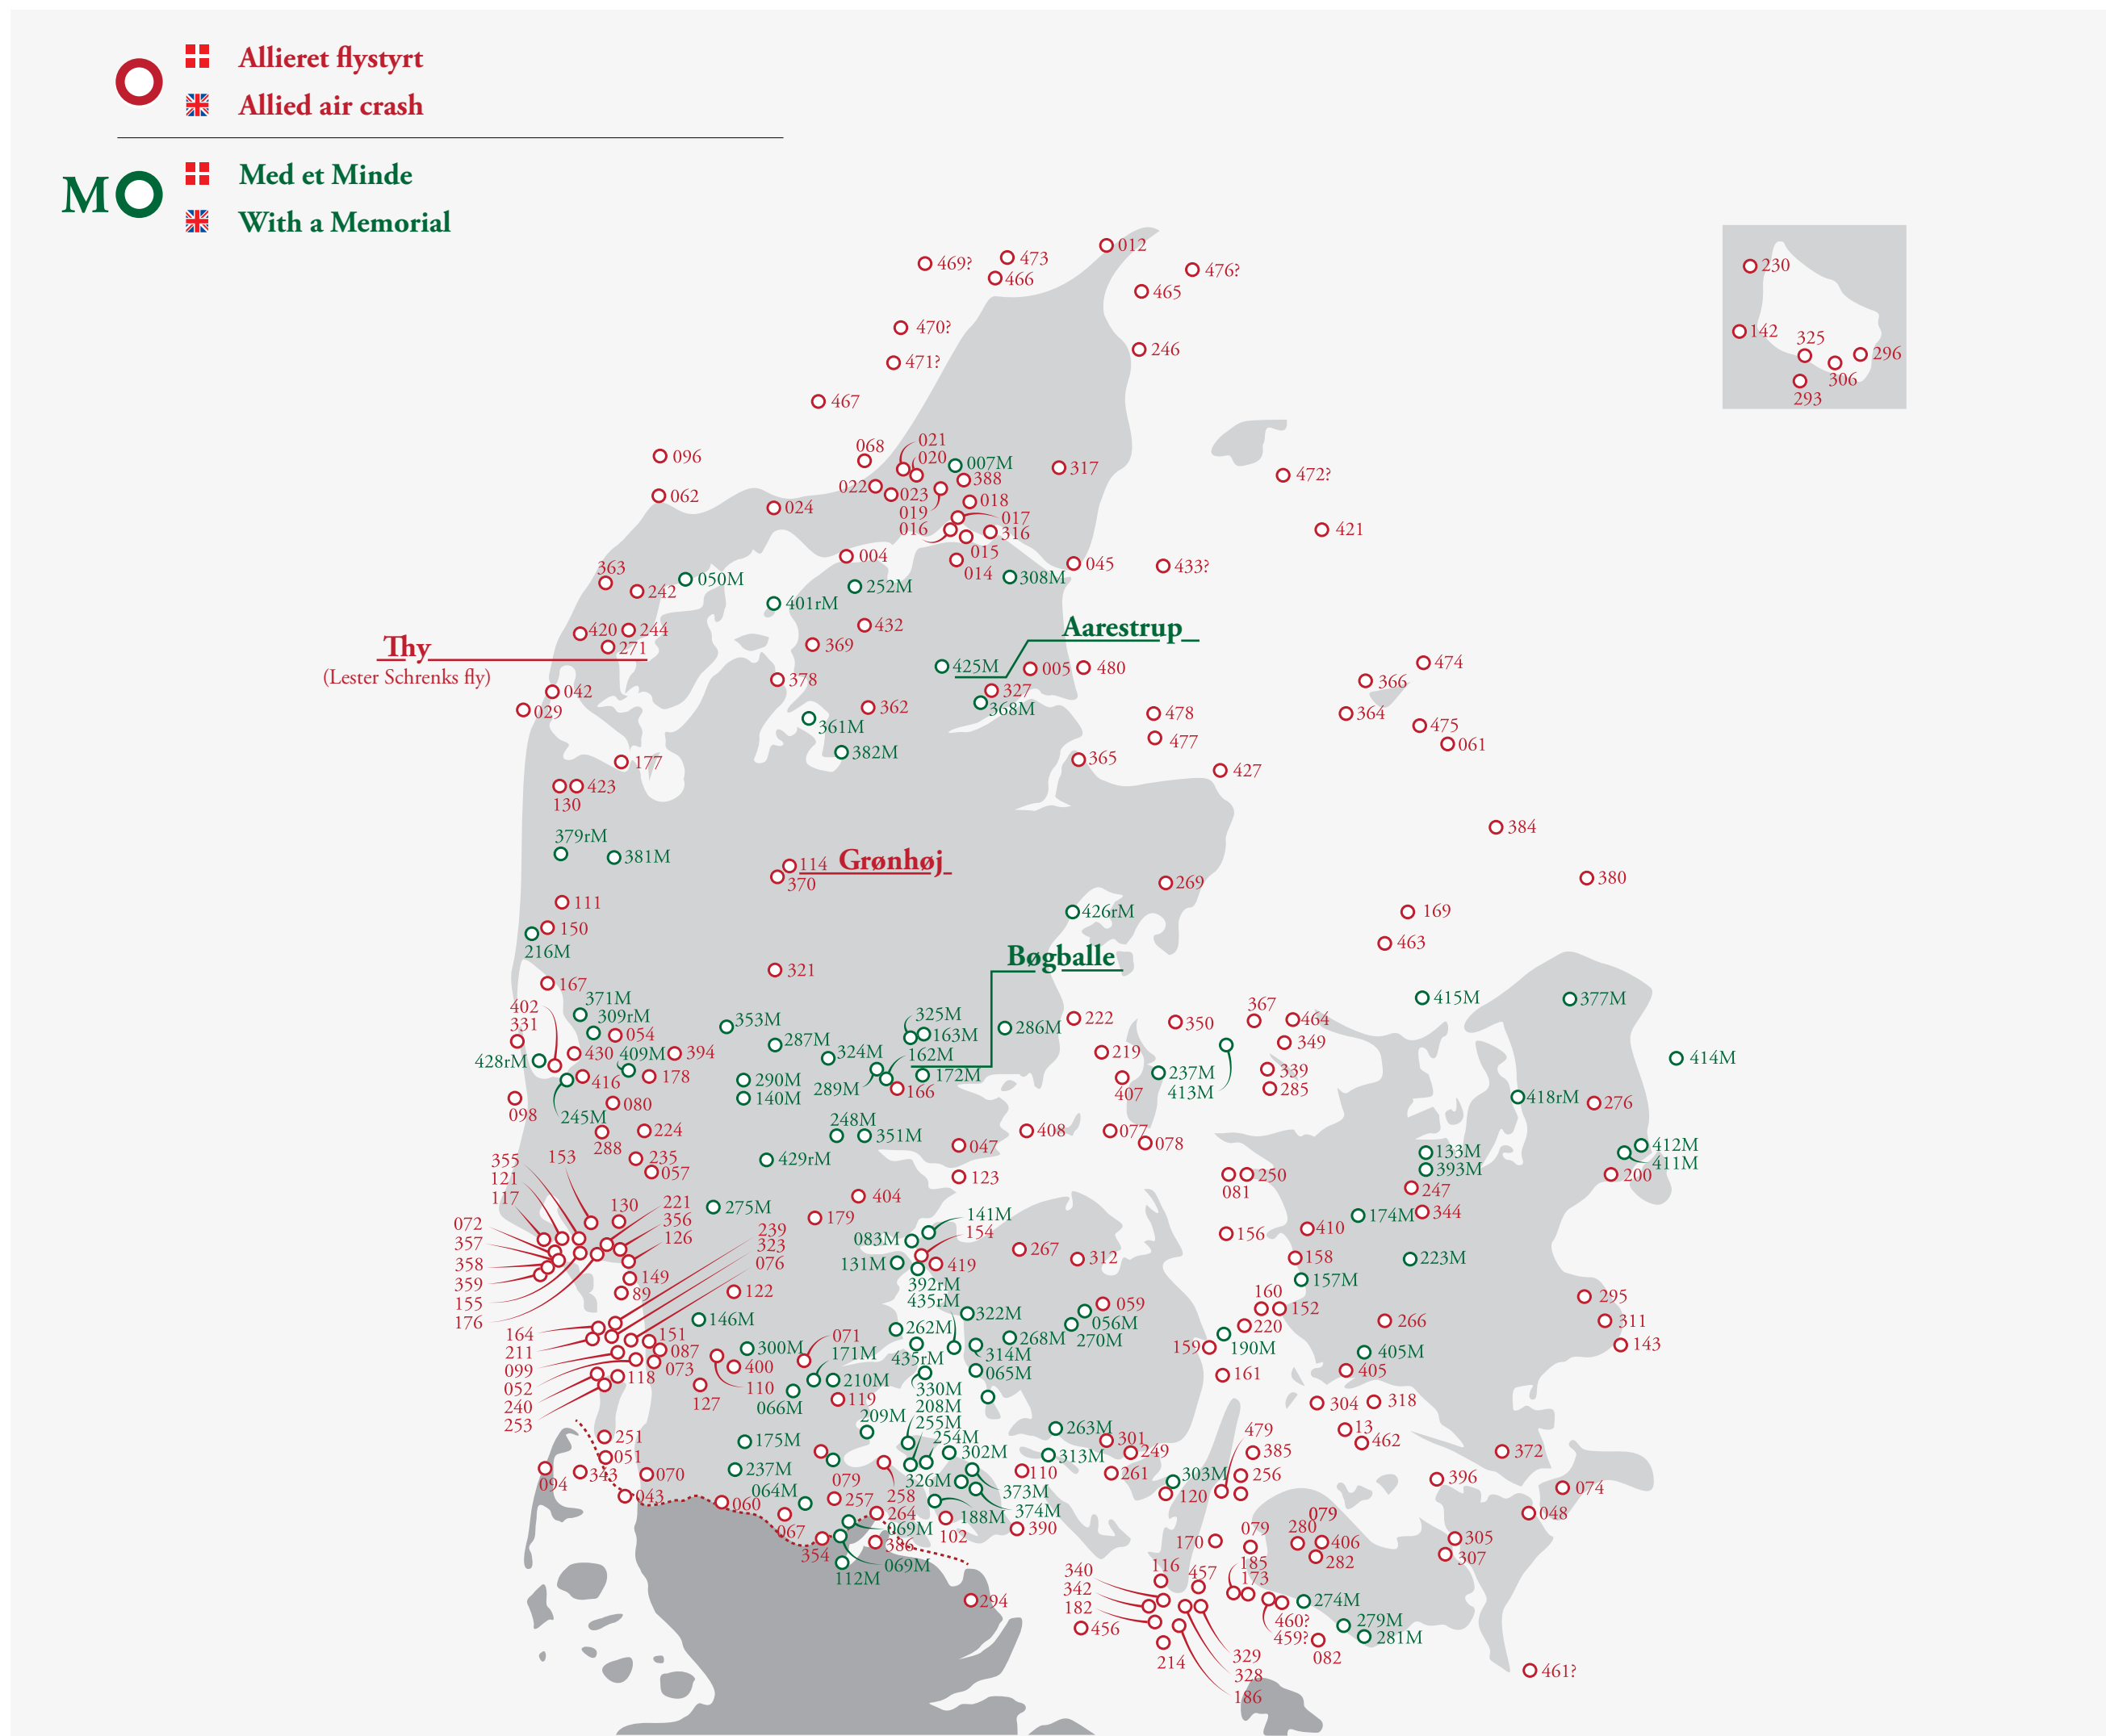 Allieret flystyrt
Allied air crash
M
Med et Minde
With a Memorial
012
473
469?
476?
466
465
230
470?
246
142
325
471?
296
306
293
467
021
068
020
096
007M
317
388
472?
022
023
062
018
024
019
017
016
316
421
015
004
045
433?
014
363
050M
308M
252M
242
401rM
432
Aarestrup
420
244
369
Thy
271
(Lester Schrenks fly)
425M
005
480
474
378
366
042
327
362
368M
029
478
364
361M
475
477
061
382M
365
177
427
423
130
384
379rM
381M
114
Grønhøj
370
269
380
111
426rM
169
150
463
216M
Bøgballe
321
167
371M
415M
377M
402
309rM
325M
367
331
353M
163M
286M
222
350
464
054
287M
349
430
409M
394
324M
162M
219
428rM
414M
339
416
178
290M
289M
172M
237M
285
166
407
413M
140M
418rM
276
098
245M
080
248M
224
351M
408
077
288
047
078
412M
153
133M
355
235
429rM
411M
393M
121
057
123
250
200
081
247
117
404
130
221
275M
141M
344
072
356
179
174M
239
154
156
410
357
126
083M
323
267
358
076
131M
419
312
158
223M
359
149
392rM
157M
155
89
122
435rM
160
295
176
059
152
146M
322M
056M
164
262M
220
266
311
151
071
268M
270M
211
087
300M
171M
435rM
314M
159
190M
405M
143
099
073
400
065M
161
405
052
118
110
210M
330M
240
127
066M
119
208M
304
318
253
209M
255M
263M
479
13
251
175M
254M
301
462
302M
249
385
372
051
313M
343
070
237M
079
326M
110
261
303M
256
396
094
064M
257
258
373M
120
074
043
060
374M
264
188M
048
067
069M
102
390
079
079
280
305
170
406
354
386
282
307
069M
185
112M
116
340
457
173
342
294
274M
182
460?
279M
456
459?
281M
082
329
214
328
461?
186